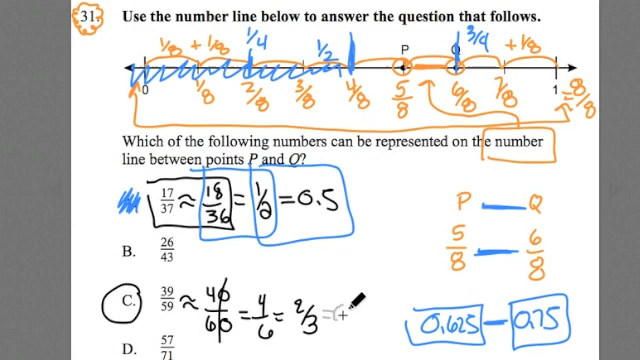 31. Use the number line below to answer the question that follows.
1/8 + 1/8 1/4 1/2 P Q 3/4 + 1/8
0 1/8 2/8 3/8 4/8 5/8 6/8 7/8 1 = 8/8
Which of the following numbers can be represented on the number
line between points P and Q?
17/37 ≈ 18/36 = 1/2 = 0.5
P — Q
B. 26/43
5/8 — 6/8
C. 39/59 ≈ 40/60 = 4/6 = 2/3
0.625 — 0.75
D. 57/71